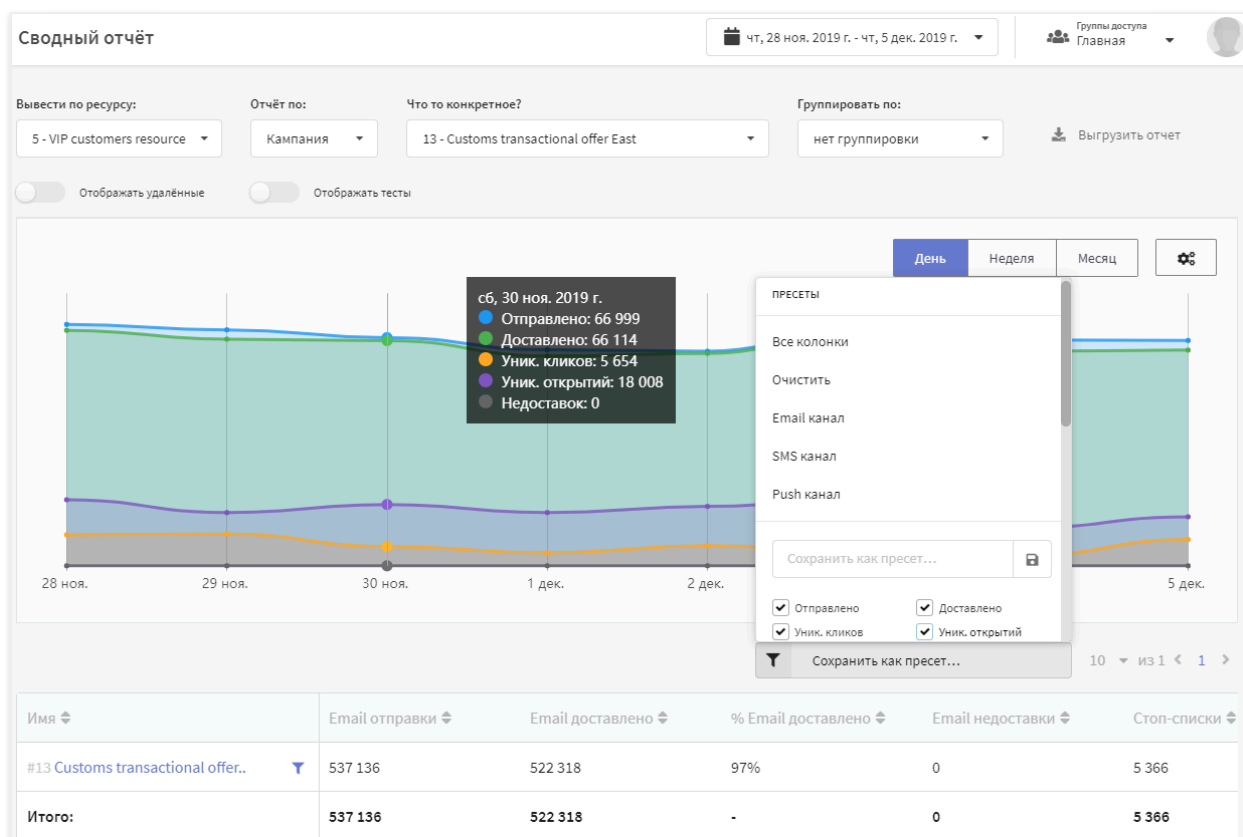 Сводный отчёт
чт, 28 ноя. 2019 г. - чт, 5 дек. 2019 г.
Группы доступа
Главная
Вывести по ресурсу:
Отчёт по:
Что то конкретное?
Группировать по:
5 - VIP customers resource
Кампания
13 - Customs transactional offer East
нет группировки
Выгрузить отчет
Отображать удалённые
Отображать тесты
День
Неделя
Месяц
сб, 30 ноя. 2019 г.
Отправлено: 66 999
Доставлено: 66 114
Уник. кликов: 5 654
Уник. открытий: 18 008
Недоставок: 0
ПРЕСЕТЫ
Все колонки
Очистить
Email канал
SMS канал
Push канал
Сохранить как пресет...
Отправлено
Доставлено
Уник. кликов
Уник. открытий
28 ноя.
29 ноя.
30 ноя.
1 дек.
2 дек.
5 дек.
Сохранить как пресет...
10
из 1
1
Имя
Email отправки
Email доставлено
% Email доставлено
Email недоставки
Стоп-списки
#13 Customs transactional offer..
537 136
522 318
97%
0
5 366
Итого:
537 136
522 318
-
0
5 366